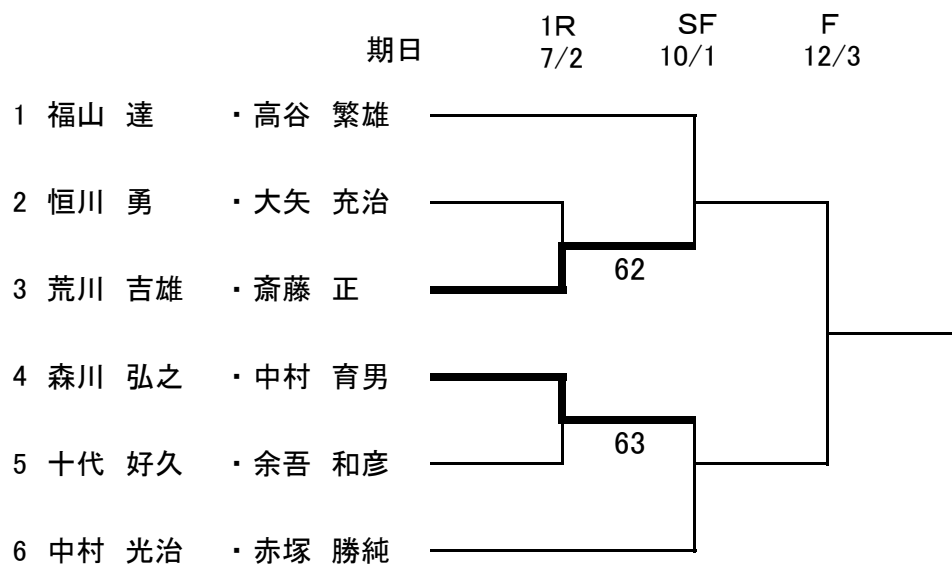 1R SF F
期日 7/2 10/1 12/3
1 福山 達 ・高谷 繁雄
2 恒川 勇 ・大矢 充治
62
3 荒川 吉雄 ・斎藤 正
4 森川 弘之 ・中村 育男
63
5 十代 好久 ・余吾 和彦
6 中村 光治 ・赤塚 勝純